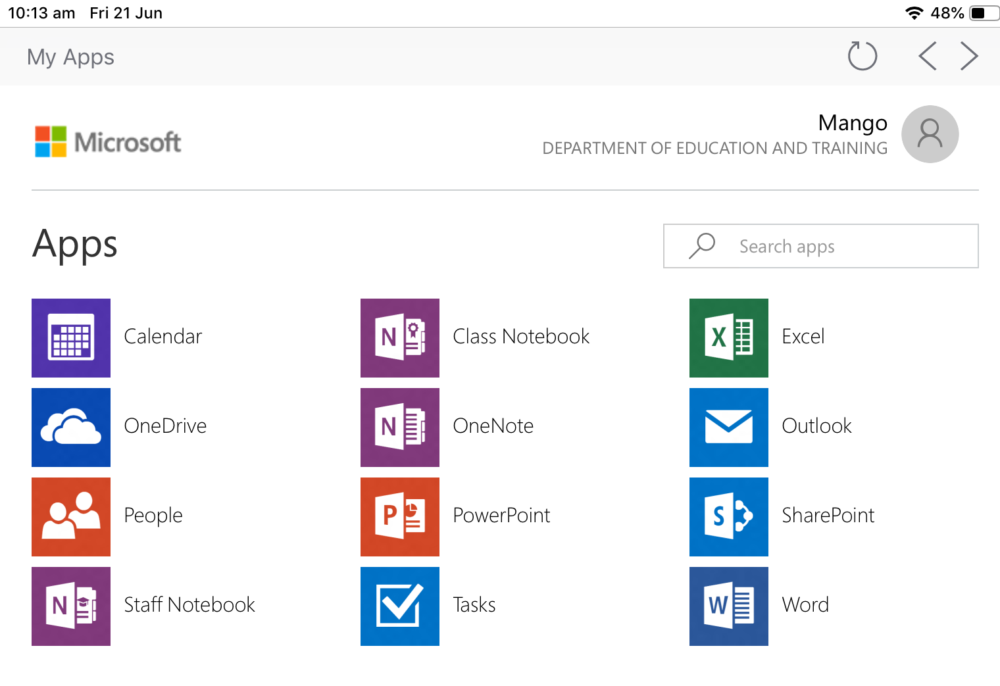 10:13 am Fri 21 Jun 48%
My Apps
Microsoft
Mango
DEPARTMENT OF EDUCATION AND TRAINING
Apps
Search apps
Calendar
N Class Notebook
X Excel
OneDrive
N OneNote
Outlook
People
P PowerPoint
S SharePoint
N Staff Notebook
Tasks
W Word